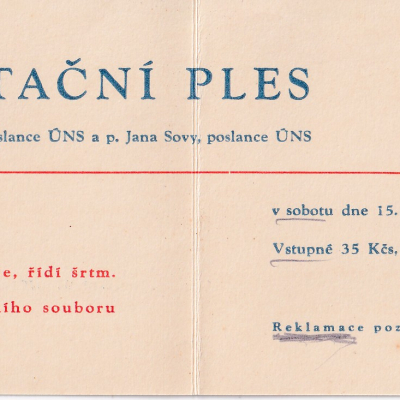 TAČNÍ PLES
slance ÚNS a p. Jana Sovy, poslance ÚNS
v sobotu dne 15.
Vstupné 35 Kčs,
e, řídí šrtm.
ího souboru
Reklamace poz